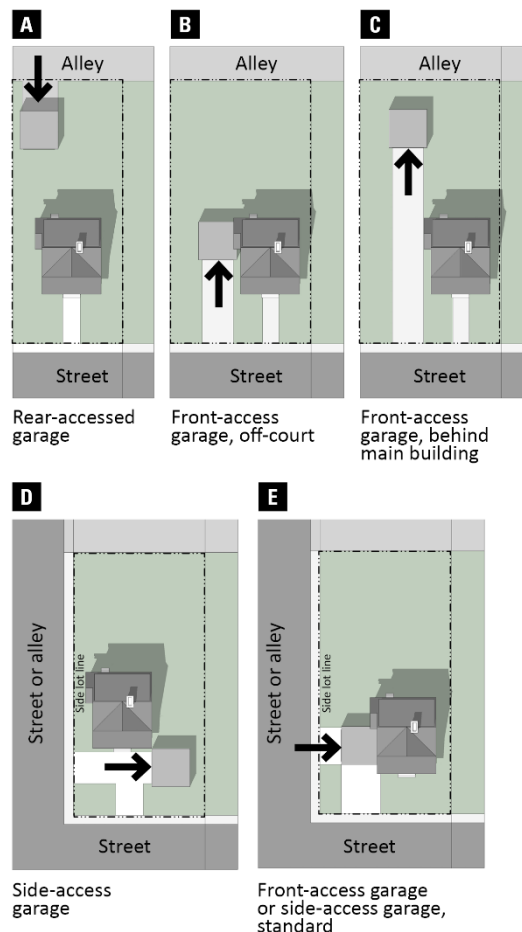 A
B
C
Alley
Alley
Alley
Street
Street
Street
Rear-accessed
garage
Front-access
garage, off-court
Front-access
garage, behind
main building
D
E
Street or alley
Side lot line
Street
Street or alley
Side lot line
Street
Side-access
garage
Front-access garage
or side-access garage,
standard